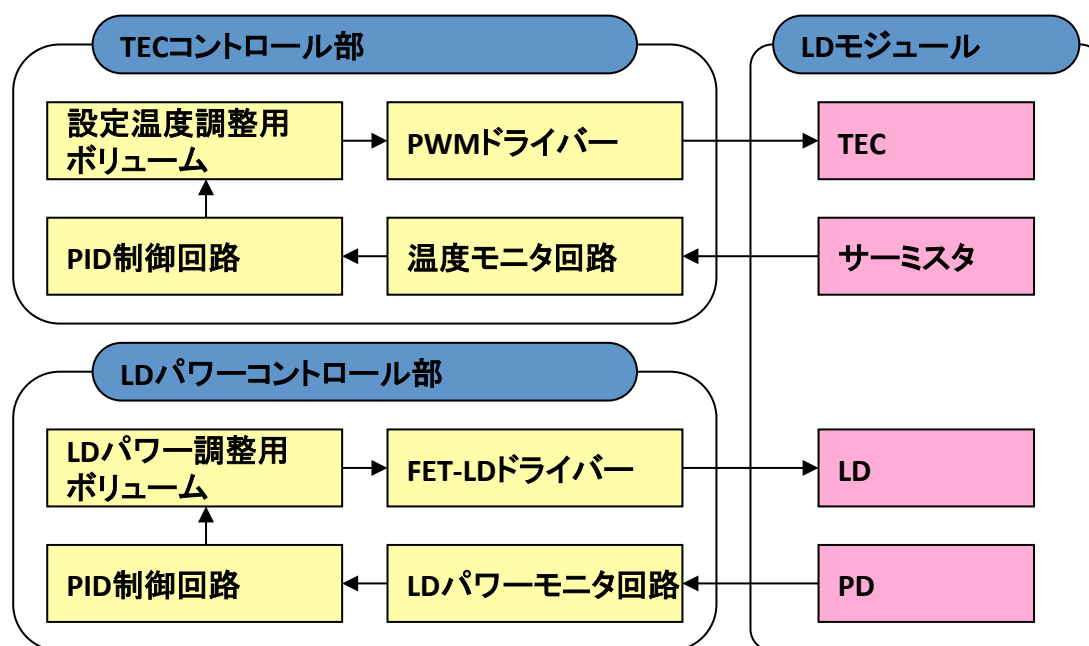 TECコントロール部
LDモジュール
設定温度調整用
ボリューム
PWMドライバー
TEC
PID制御回路
温度モニタ回路
サーミスタ
LDパワーコントロール部
LDパワー調整用
ボリューム
FET-LDドライバー
LD
PID制御回路
LDパワーモニタ回路
PD